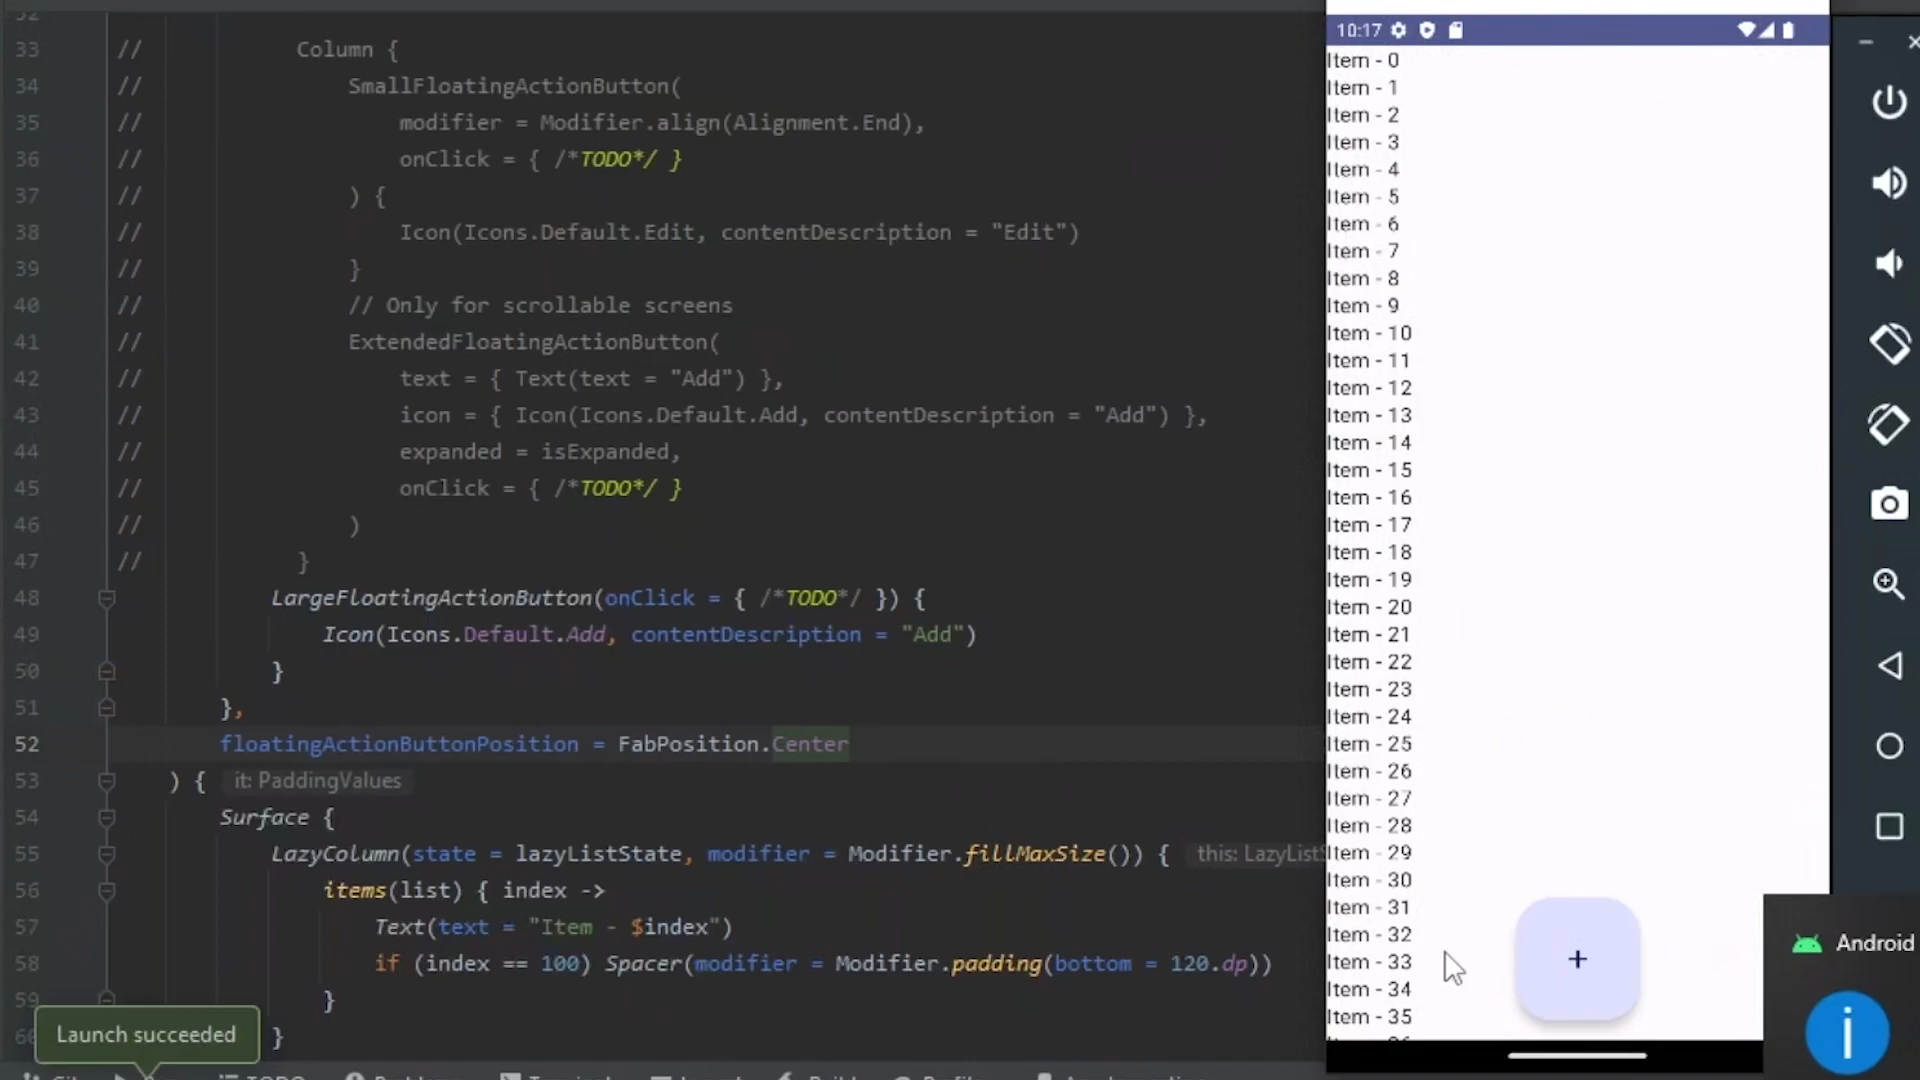 33 // Column {
34 // SmallFloatingActionButton(
35 // modifier = Modifier.align(Alignment.End),
36 // onClick = { /*TODO*/ }
37 // ) {
38 // Icon(Icons.Default.Edit, contentDescription = "Edit")
39 // }
40 // // Only for scrollable screens
41 // ExtendedFloatingActionButton(
42 // text = { Text(text = "Add") },
43 // icon = { Icon(Icons.Default.Add, contentDescription = "Add") },
44 // expanded = isExpanded,
45 // onClick = { /*TODO*/ }
46 // )
47 // }
48 LargeFloatingActionButton(onClick = { /*TODO*/ }) {
49 Icon(Icons.Default.Add, contentDescription = "Add")
50 }
51 },
52 floatingActionButtonPosition = FabPosition.Center
53 ) { it: PaddingValues
54 Surface {
55 LazyColumn(state = lazyListState, modifier = Modifier.fillMaxSize()) { this: LazyListS
56 items(list) { index ->
57 Text(text = "Item - $index")
58 if (index == 100) Spacer(modifier = Modifier.padding(bottom = 120.dp))
59 }
}
Launch succeeded
10:17
Item - 0
Item - 1
Item - 2
Item - 3
Item - 4
Item - 5
Item - 6
Item - 7
Item - 8
Item - 9
Item - 10
Item - 11
Item - 12
Item - 13
Item - 14
Item - 15
Item - 16
Item - 17
Item - 18
Item - 19
Item - 20
Item - 21
Item - 22
Item - 23
Item - 24
Item - 25
Item - 26
Item - 27
Item - 28
Item - 29
Item - 30
Item - 31
Item - 32
Item - 33
Item - 34
Item - 35
+
Android
i